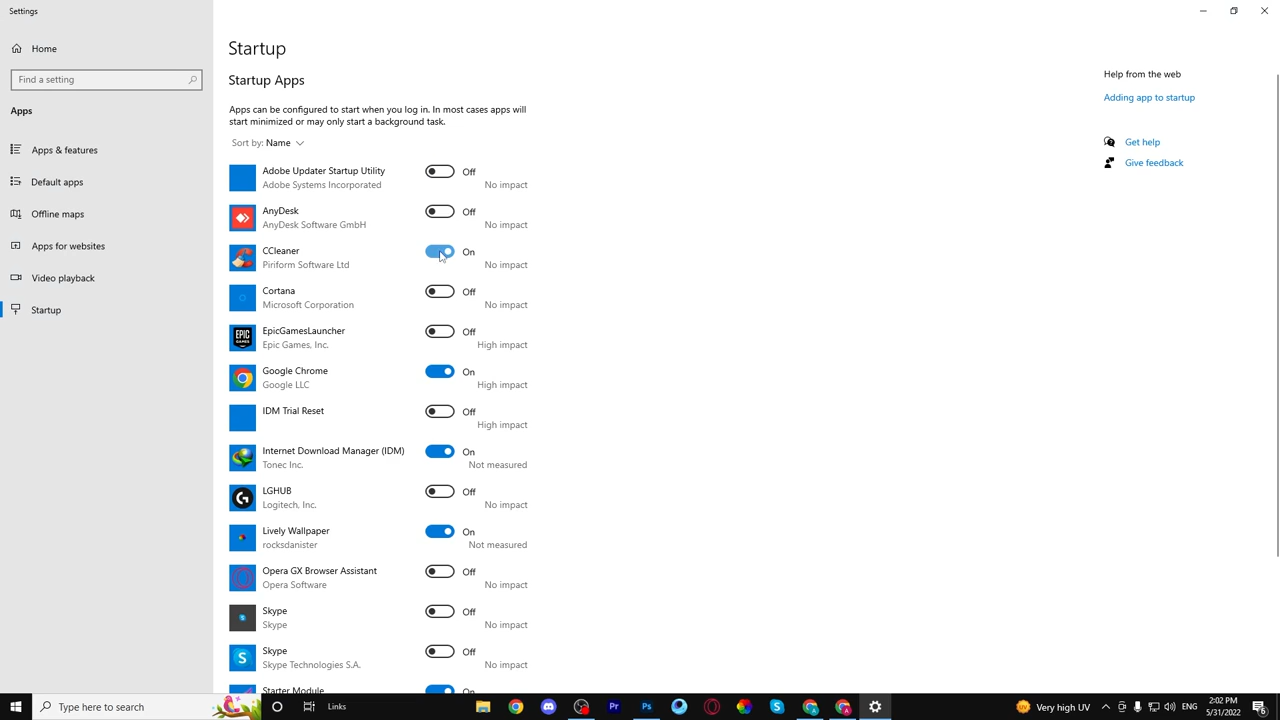 Settings
Home
Find a setting
Apps
Apps & features
Default apps
Offline maps
Apps for websites
Video playback
Startup
Startup
Startup Apps
Apps can be configured to start when you log in. In most cases apps will
start minimized or may only start a background task.
Sort by: Name
Adobe Updater Startup Utility
Adobe Systems Incorporated
Off
No impact
AnyDesk
AnyDesk Software GmbH
Off
No impact
CCleaner
Piriform Software Ltd
On
No impact
Cortana
Microsoft Corporation
Off
No impact
EPIC
GAMES
EpicGamesLauncher
Epic Games, Inc.
Off
High impact
Google Chrome
Google LLC
On
High impact
IDM Trial Reset
Off
High impact
Internet Download Manager (IDM)
Tonec Inc.
On
Not measured
LGHUB
Logitech, Inc.
Off
No impact
Lively Wallpaper
rocksdanister
On
Not measured
Opera GX Browser Assistant
Opera Software
Off
No impact
Skype
Skype
Off
No impact
Skype
Skype Technologies S.A.
Off
No impact
Starter Module
On
Help from the web
Adding app to startup
Get help
Give feedback
Type here to search
Links
Pr
Ps
Very high UV
2:02 PM
5/31/2022